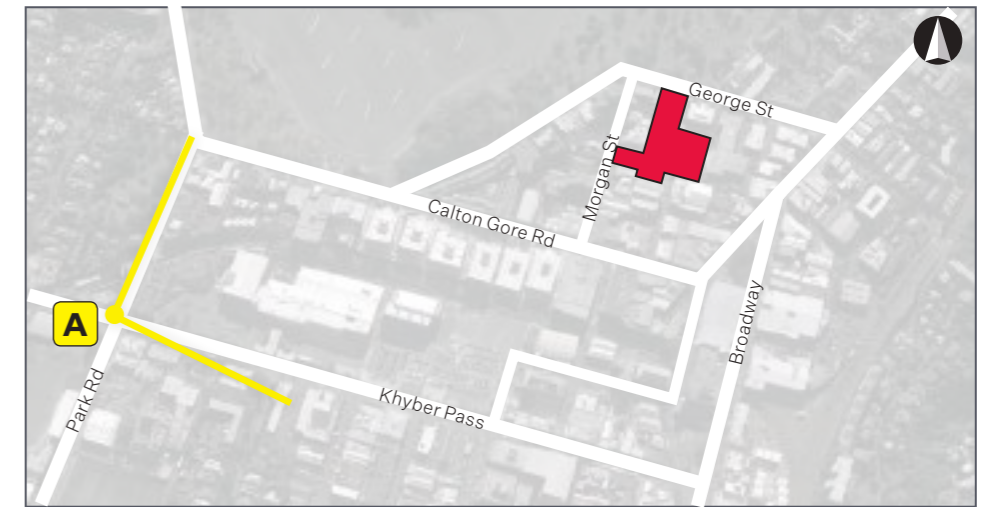 George St
Morgan St
Calton Gore Rd
Broadway
A
Park Rd
Khyber Pass